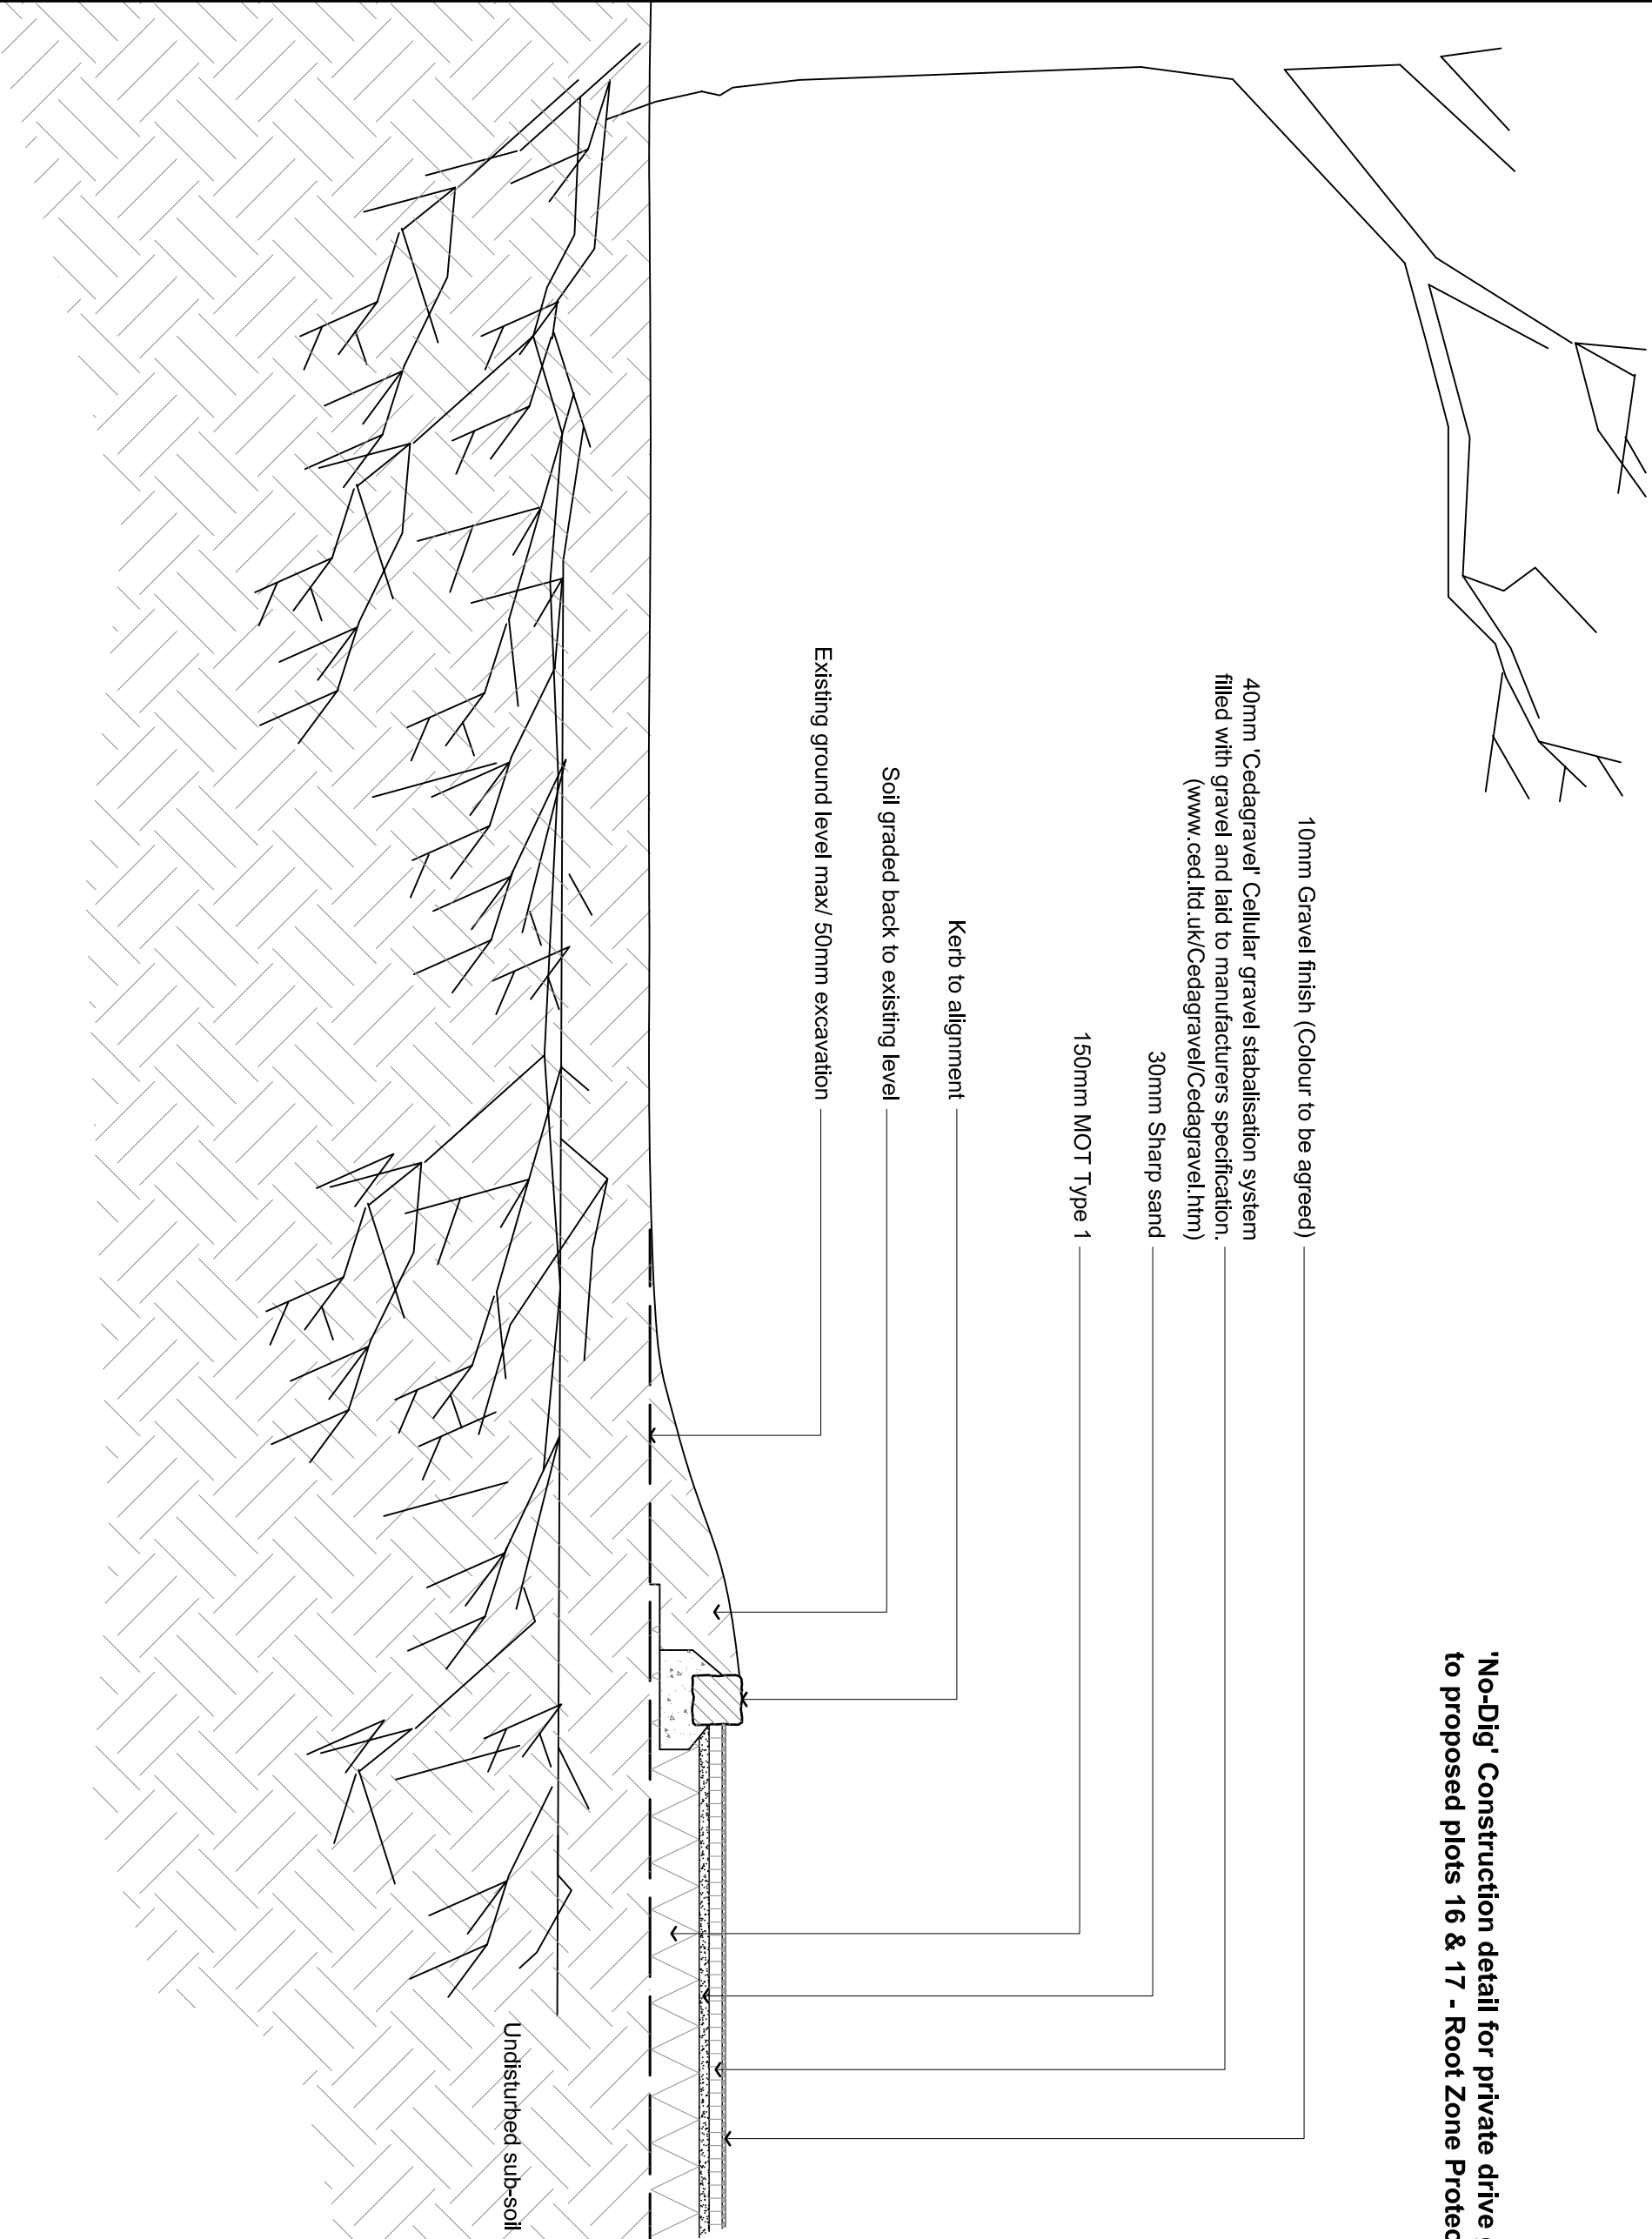 'No-Dig' Construction detail for private drive
to proposed plots 16 & 17 - Root Zone
10mm Gravel finish (Colour to be agreed)
40mm 'Cedagravel' Cellular gravel stabalisation system
filled with gravel and laid to manufacturers specification.
(www.ced.ltd.uk/Cedagravel/Cedagravel.htm)
30mm Sharp sand
150mm MOT Type 1
Kerb to alignment
Soil graded back to existing level
Existing ground level max/ 50mm excavation
Undisturbed sub-soil